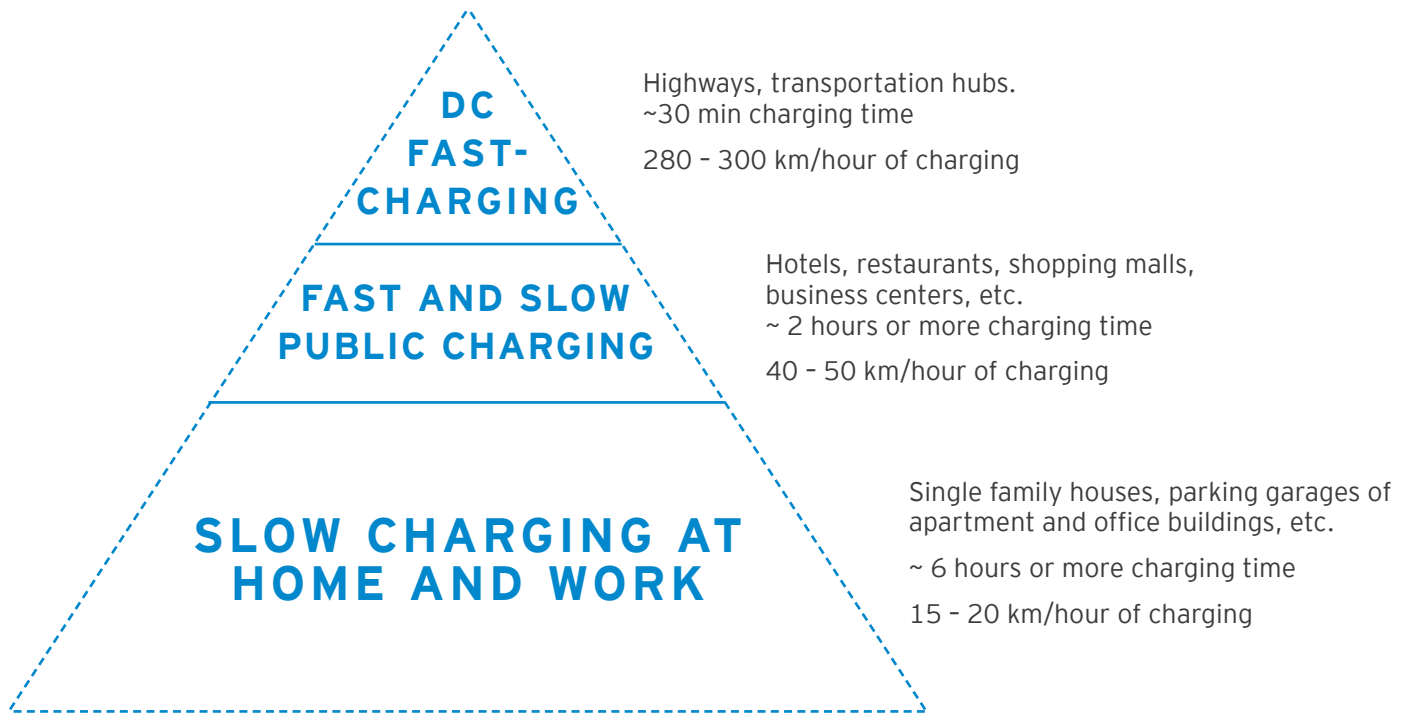 DC
FAST-
CHARGING
Highways, transportation hubs.
~30 min charging time
280 – 300 km/hour of charging
FAST AND SLOW
PUBLIC CHARGING
Hotels, restaurants, shopping malls,
business centers, etc.
~ 2 hours or more charging time
40 – 50 km/hour of charging
SLOW CHARGING AT
HOME AND WORK
Single family houses, parking garages of
apartment and office buildings, etc.
~ 6 hours or more charging time
15 – 20 km/hour of charging